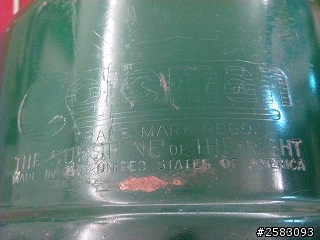 Coleman
TRADE MARK REG.
THE SUNSHINE OF THE NIGHT
MADE IN THE UNITED STATES OF AMERICA
#2583093